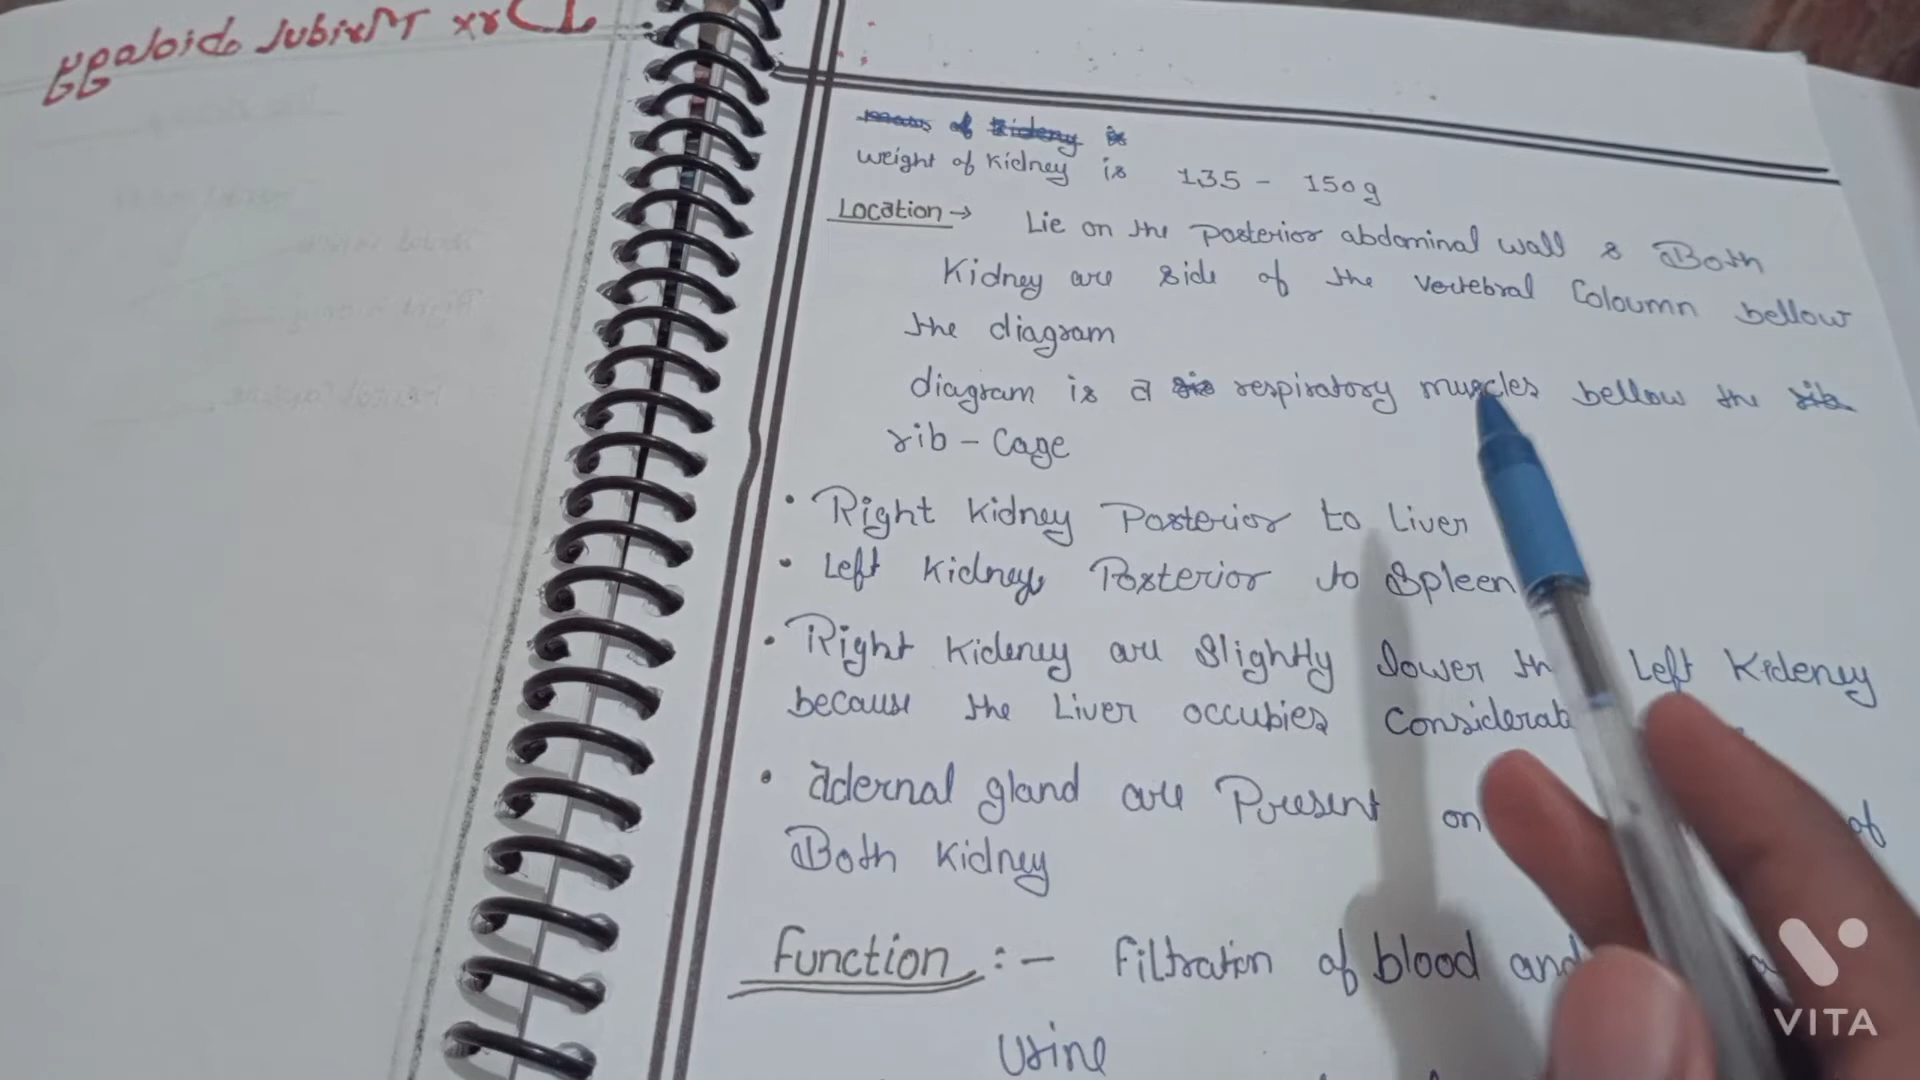 weight of kidney is 135 - 150g
Location → Lie on the posterior abdominal wall & Both
Kidney are side of the vertebral Coloumn bellow
the diagram
diagram is a respiratory muscles bellow the
rib - Cage
• Right Kidney Posterior to Liver
• Left Kidney Posterior to Spleen
• Right Kideney are Slightly lower Left Kideney
because the Liver occupies
• adernal gland are Present on of
Both Kidney
Function :- Filtration of blood and
Urine
VITA